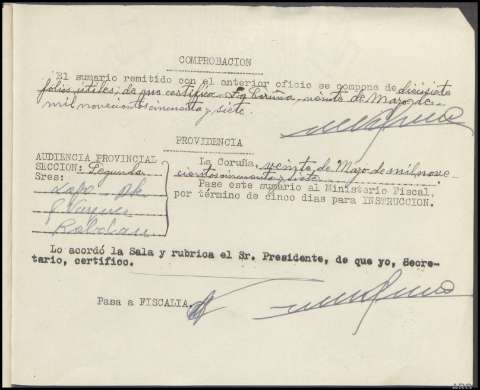 COMPROBACION
El sumario remitido con el anterior oficio se compone de diecisiete
folios útiles; de que certifico. La Coruña, veinte de Mayo de
mil novecientos cincuenta y siete.
PROVIDENCIA
AUDIENCIA PROVINCIAL
SECCION: Segunda
Sres:
La Coruña, veinte de Mayo de mil nove-
cientos cincuenta y siete.
Pase este sumario al Ministerio Fiscal,
por término de cinco días para INSTRUCCION.
Lo acordó la Sala y rubrica el Sr. Presidente, de que yo, Secre-
tario, certifico.
Pasa a FISCALIA.